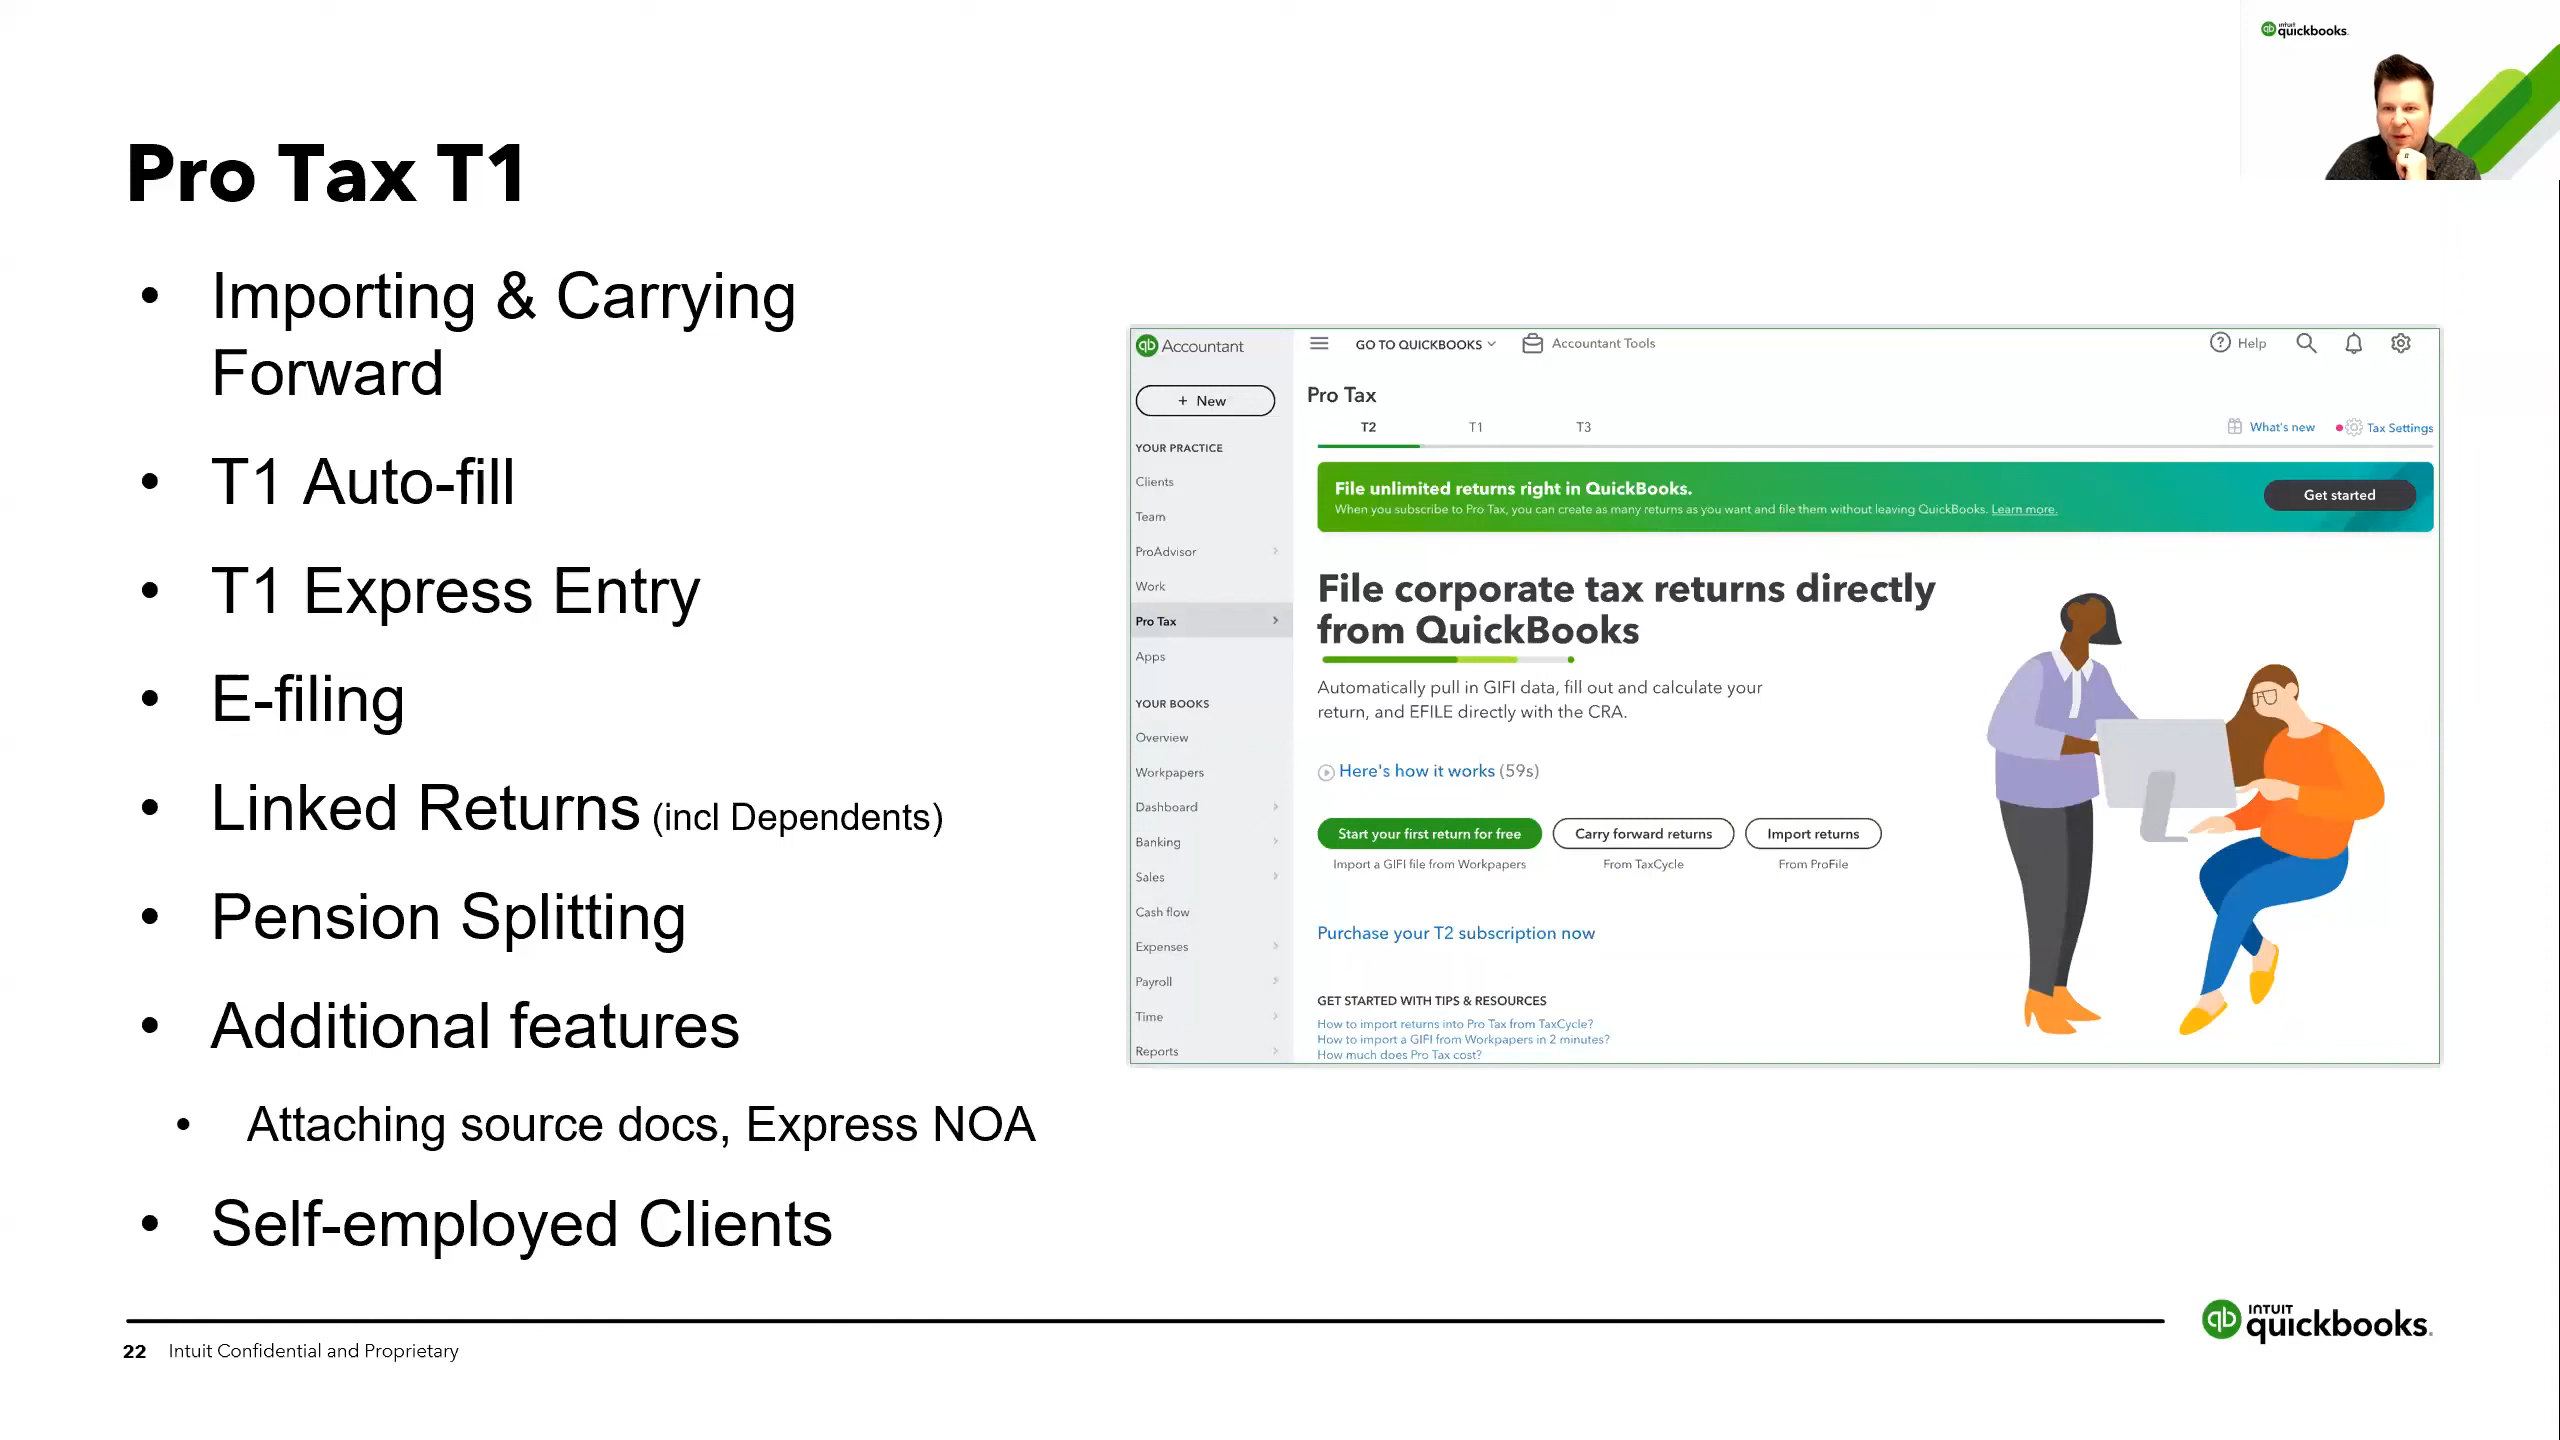 INTUIT
quickbooks.
Pro Tax T1
• Importing & Carrying
Forward
• T1 Auto-fill
• T1 Express Entry
• E-filing
• Linked Returns (incl Dependents)
• Pension Splitting
• Additional features
• Attaching source docs, Express NOA
• Self-employed Clients
qb Accountant
GO TO QUICKBOOKS
Accountant Tools
Help
+ New
YOUR PRACTICE
Clients
Team
ProAdvisor
Work
Pro Tax
Apps
YOUR BOOKS
Overview
Workpapers
Dashboard
Banking
Sales
Cash flow
Expenses
Payroll
Time
Reports
Pro Tax
T2 T1 T3
What's new
Tax Settings
File unlimited returns right in QuickBooks.
When you subscribe to Pro Tax, you can create as many returns as you want and file them without leaving QuickBooks. Learn more.
Get started
File corporate tax returns directly
from QuickBooks
Automatically pull in GIFI data, fill out and calculate your
return, and EFILE directly with the CRA.
Here's how it works (59s)
Start your first return for free
Carry forward returns
Import returns
Import a GIFI file from Workpapers
From TaxCycle
From ProFile
Purchase your T2 subscription now
GET STARTED WITH TIPS & RESOURCES
How to import returns into Pro Tax from TaxCycle?
How to import a GIFI from Workpapers in 2 minutes?
How much does Pro Tax cost?
22 Intuit Confidential and Proprietary
qb INTUIT
quickbooks.